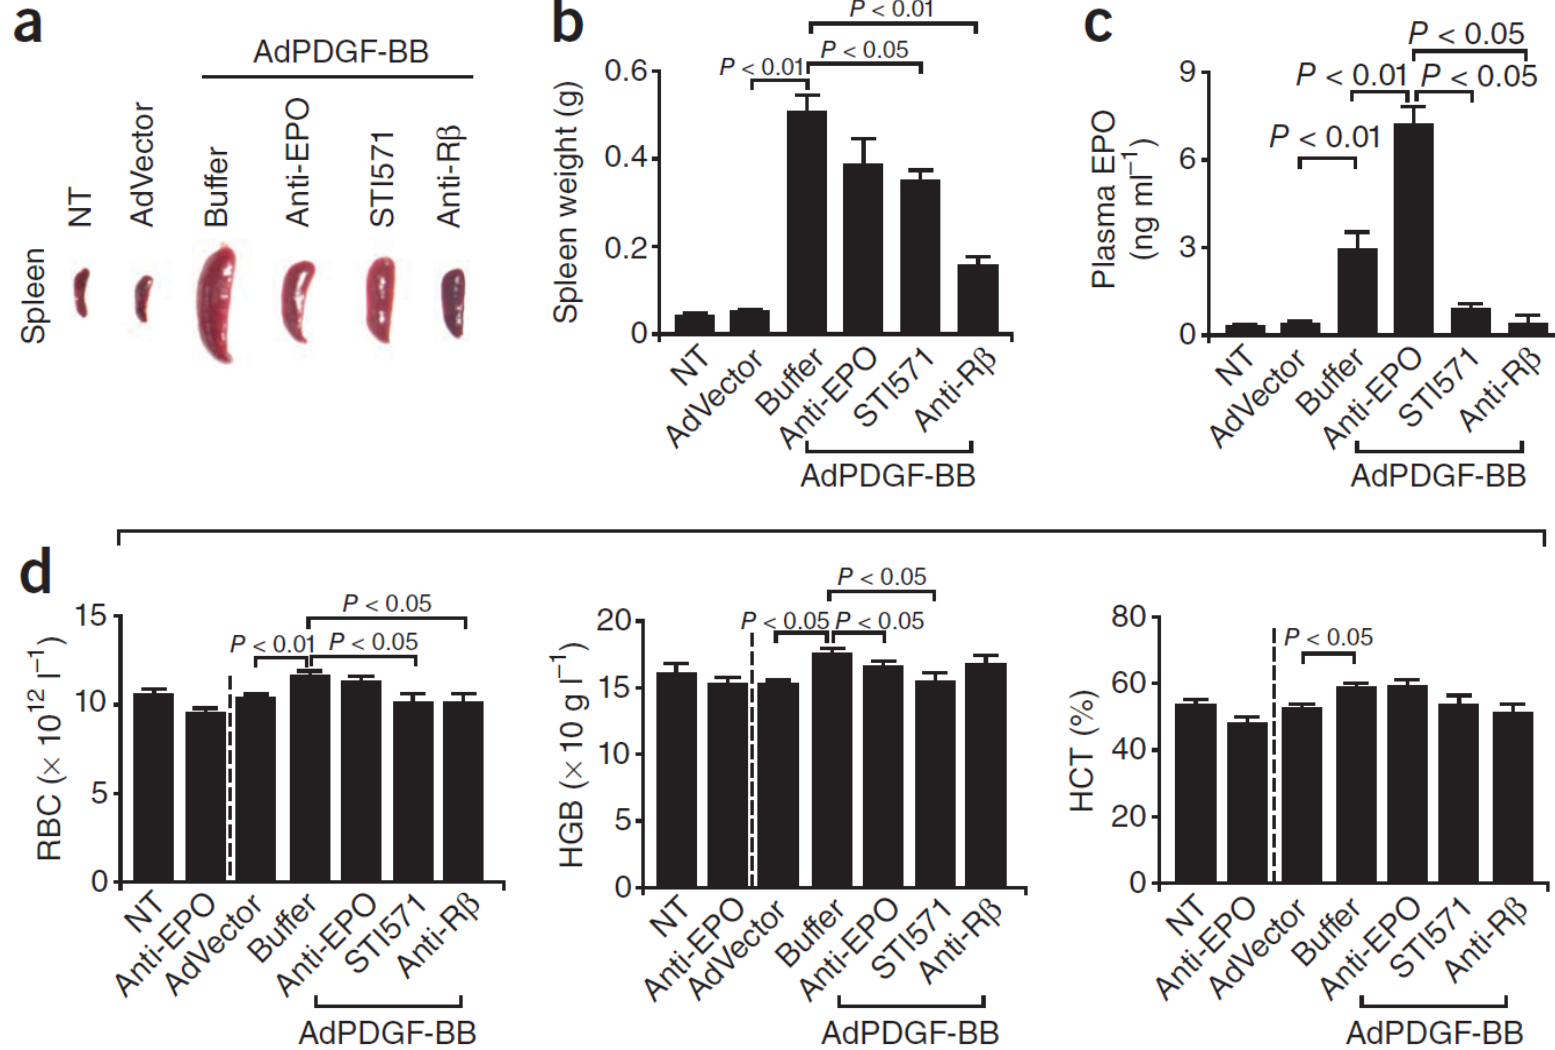 a
AdPDGF-BB
NT
AdVector
Buffer
Anti-EPO
STI571
Anti-Rβ
Spleen
b
P < 0.01
P < 0.05
P < 0.01
Spleen weight (g)
0.6
0.4
0.2
0
NT
AdVector
Buffer
Anti-EPO
STI571
Anti-Rβ
AdPDGF-BB
c
P < 0.05
P < 0.01
P < 0.05
P < 0.01
Plasma EPO
(ng ml⁻¹)
9
6
3
0
NT
AdVector
Buffer
Anti-EPO
STI571
Anti-Rβ
AdPDGF-BB
d
P < 0.05
P < 0.01
P < 0.05
RBC (× 10¹² l⁻¹)
15
10
5
0
NT
Anti-EPO
AdVector
Buffer
Anti-EPO
STI571
Anti-Rβ
AdPDGF-BB
P < 0.05
P < 0.05
P < 0.05
HGB (× 10 g l⁻¹)
20
15
10
5
0
NT
Anti-EPO
AdVector
Buffer
Anti-EPO
STI571
Anti-Rβ
AdPDGF-BB
P < 0.05
HCT (%)
80
60
40
20
0
NT
Anti-EPO
AdVector
Buffer
Anti-EPO
STI571
Anti-Rβ
AdPDGF-BB